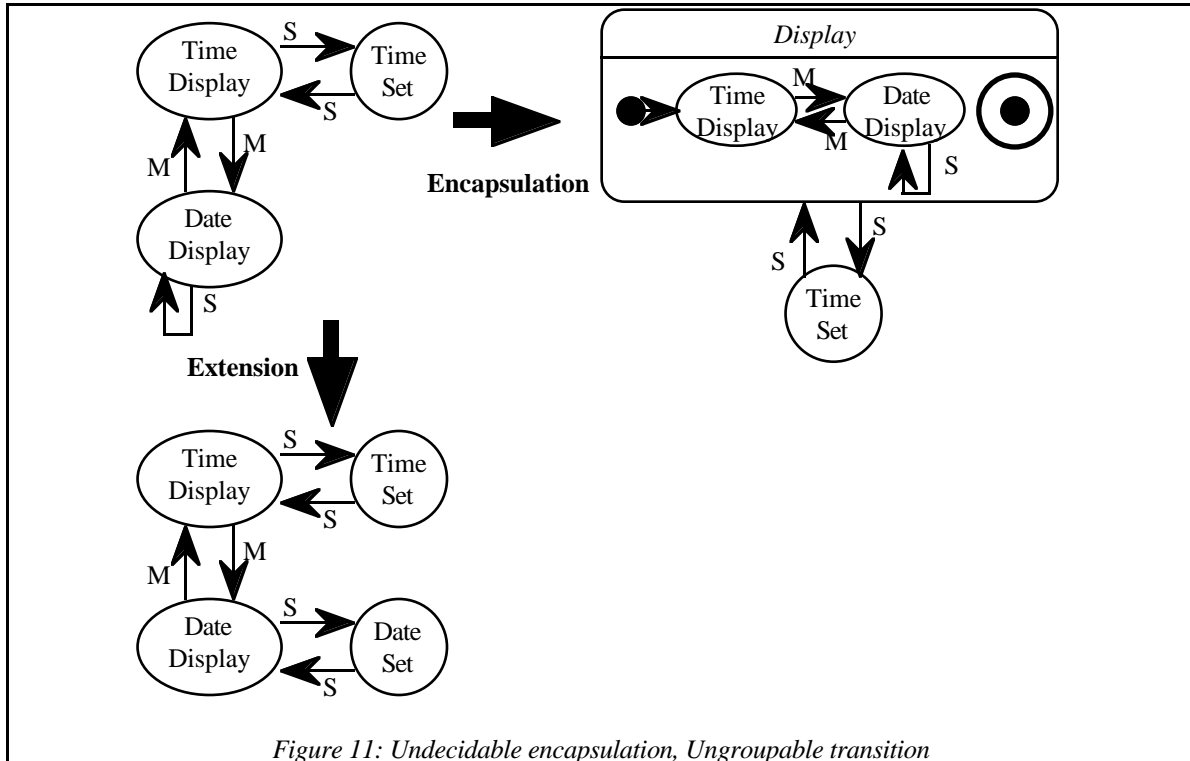 S
Time
Display
Time
Set
S
M
M
Date
Display
S
Encapsulation
Display
Time
Display
M
Date
Display
M
S
S
S
Time
Set
Extension
S
Time
Display
Time
Set
S
M
M
S
Date
Display
Date
Set
S
Figure 11: Undecidable encapsulation, Ungroupable transition